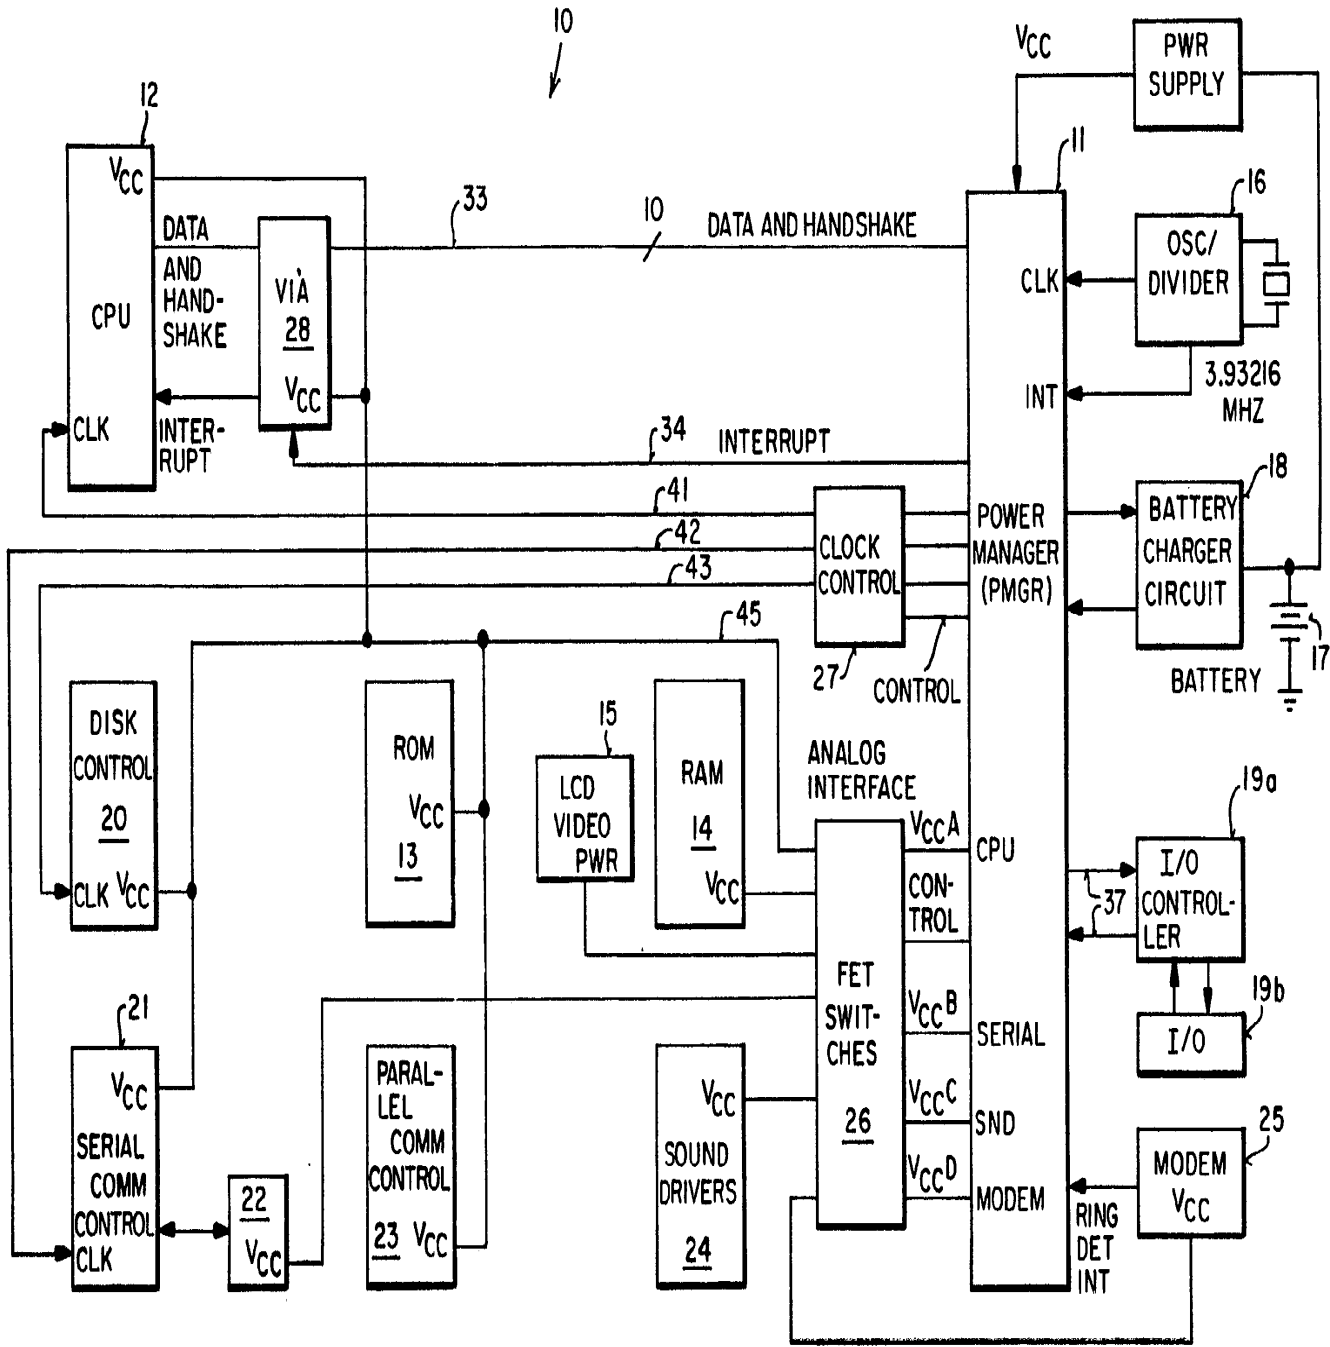 10
VCC
PWR
SUPPLY
12
VCC
CPU
CLK
DATA
AND
HAND-
SHAKE
INTER-
RUPT
VIA
28
VCC
33
10
DATA AND HANDSHAKE
11
CLK
INT
16
OSC/
DIVIDER
3.93216
MHZ
34
INTERRUPT
41
42
43
45
CLOCK
CONTROL
27
CONTROL
POWER
MANAGER
(PMGR)
18
BATTERY
CHARGER
CIRCUIT
17
BATTERY
DISK
CONTROL
20
CLK VCC
ROM
VCC
13
15
LCD
VIDEO
PWR
RAM
14
VCC
ANALOG
INTERFACE
VCCA
CPU
CON-
TROL
FET
SWIT-
CHES
26
VCCB
SERIAL
VCCC
SND
VCCD
MODEM
19a
I/O
CONTROL-
LER
37
19b
I/O
21
VCC
SERIAL
COMM
CONTROL
CLK
22
VCC
PARAL-
LEL
COMM
CONTROL
23 VCC
VCC
SOUND
DRIVERS
24
25
MODEM
VCC
RING
DET
INT